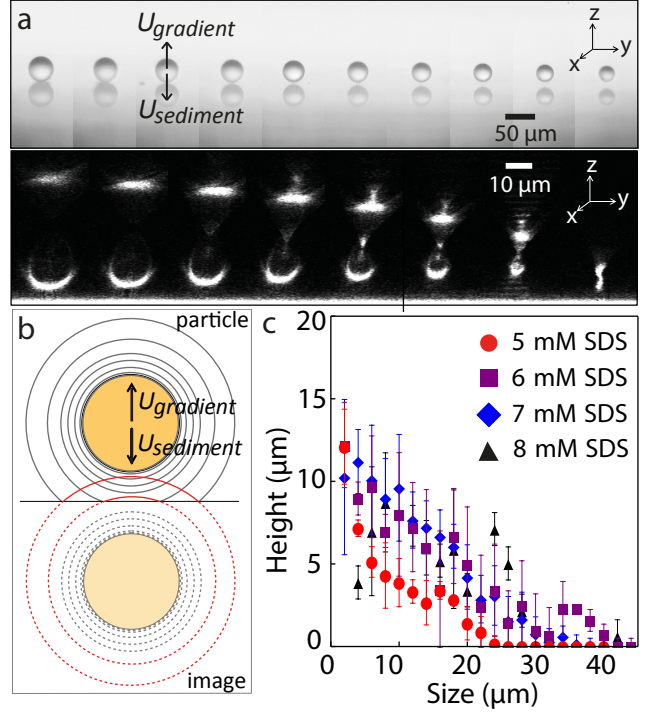 a
U_gradient
U_sediment
z
x
y
50 μm
10 μm
z
x
y
b
particle
U_gradient
U_sediment
image
c
20
15
10
5
0
Height (μm)
5 mM SDS
6 mM SDS
7 mM SDS
8 mM SDS
0
10
20
30
40
Size (μm)